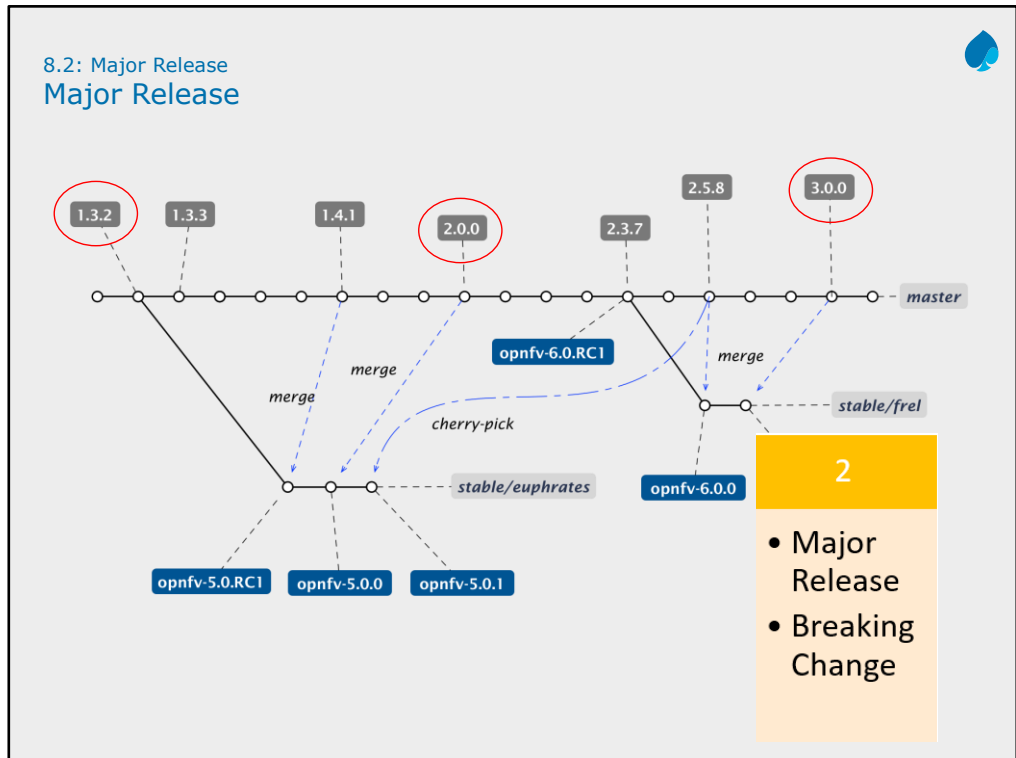 8.2: Major Release
Major Release
1.3.2
1.3.3
1.4.1
2.0.0
2.3.7
2.5.8
3.0.0
master
opnfv-6.0.RC1
merge
merge
merge
cherry-pick
stable/frel
stable/euphrates
opnfv-6.0.0
opnfv-5.0.RC1
opnfv-5.0.0
opnfv-5.0.1
2
• Major
Release
• Breaking
Change